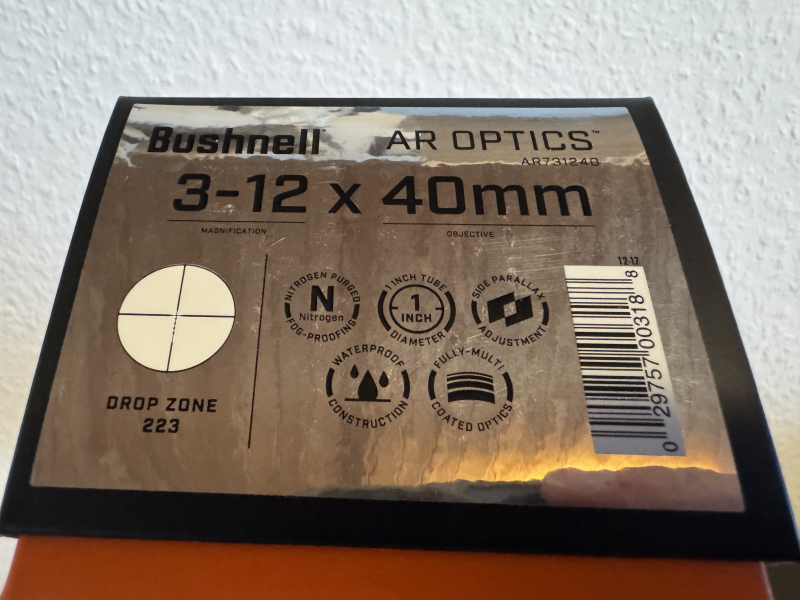 Bushnell®
AR OPTICS™
AR73124B
3-12 x 40mm
MAGNIFICATION
OBJECTIVE
DROP ZONE
223
NITROGEN PURGED
N
Nitrogen
FOG-PROOFING
1 INCH TUBE
1
INCH
DIAMETER
SIDE PARALLAX
ADJUSTMENT
WATERPROOF
CONSTRUCTION
FULLY-MULTI
COATED OPTICS
12-17
0 29757 00318 8